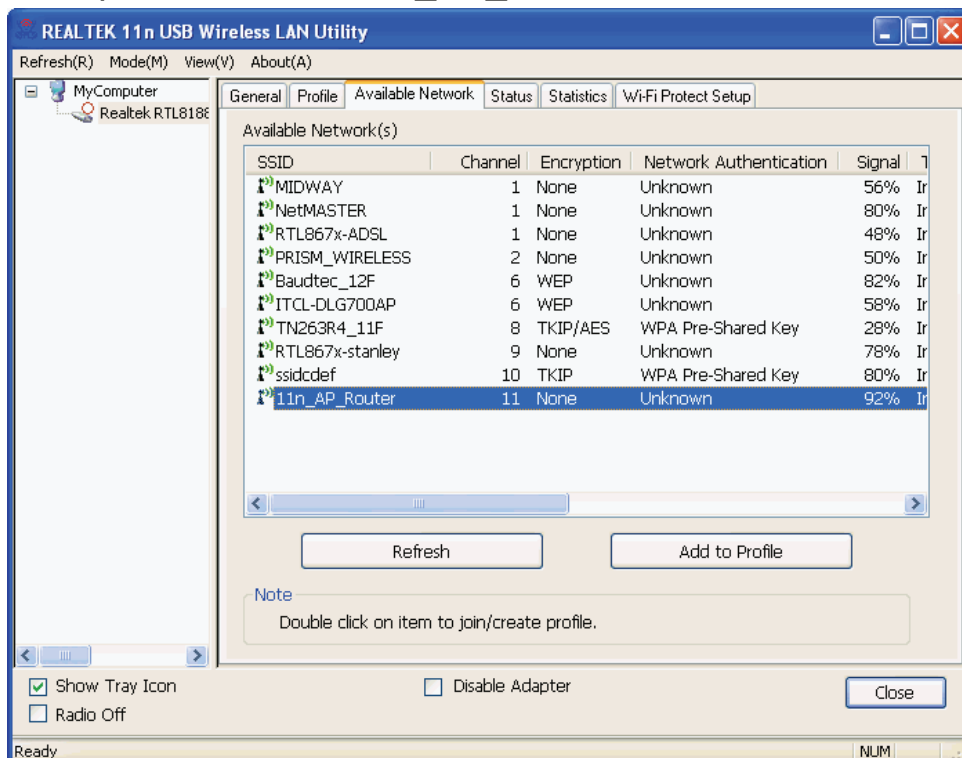 REALTEK 11n USB Wireless LAN Utility
Refresh(R) Mode(M) View(V) About(A)
MyComputer
Realtek RTL8188
General Profile Available Network Status Statistics Wi-Fi Protect Setup
Available Network(s)
SSID Channel Encryption Network Authentication Signal
MIDWAY 1 None Unknown 56%
NetMASTER 1 None Unknown 80%
RTL867x-ADSL 1 None Unknown 48%
PRISM_WIRELESS 2 None Unknown 50%
Baudtec_12F 6 WEP 82%
ITCL-DLG700AP 6 WEP 58%
TN263R4_11F 8 TKIP/AES WPA Pre-Shared Key 28%
RTL867x-stanley 9 None Unknown 78%
ssidcdef 10 TKIP WPA Pre-Shared Key 80%
11n_AP_Router 11 None Unknown 92%
Refresh Add to Profile
Note
Double click on item to join/create profile.
Show Tray Icon Disable Adapter Close
Radio Off
Ready NUM